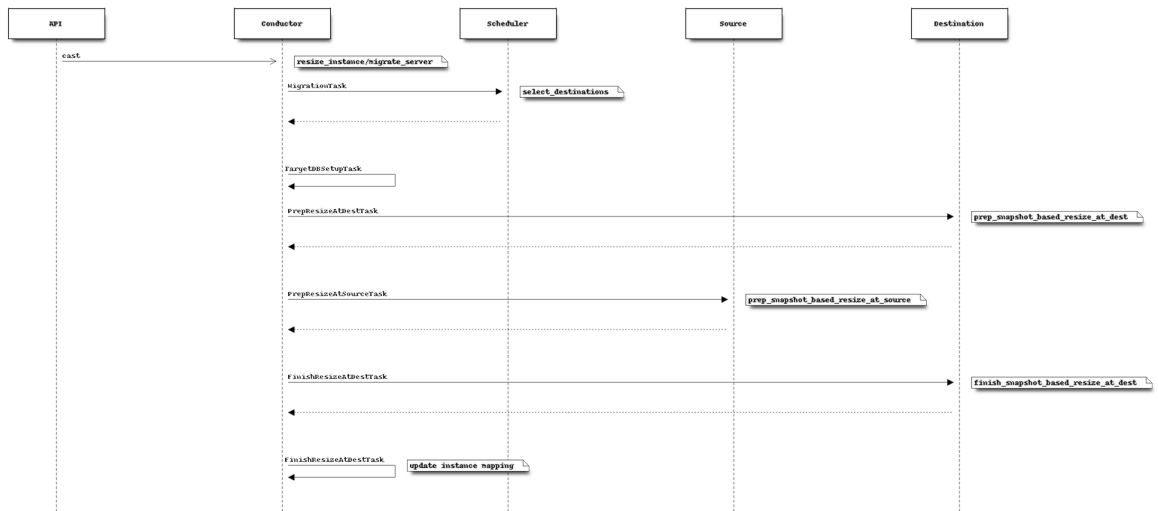 API
Conductor
Scheduler
Source
Destination
cast
resize_instance/migrate_server
MigrationTask
select_destinations
TargetDBSetupTask
PrepResizeAtDestTask
prep_snapshot_based_resize_at_dest
PrepResizeAtSourceTask
prep_snapshot_based_resize_at_source
FinishResizeAtDestTask
finish_snapshot_based_resize_at_dest
FinishResizeAtDestTask
update instance mapping